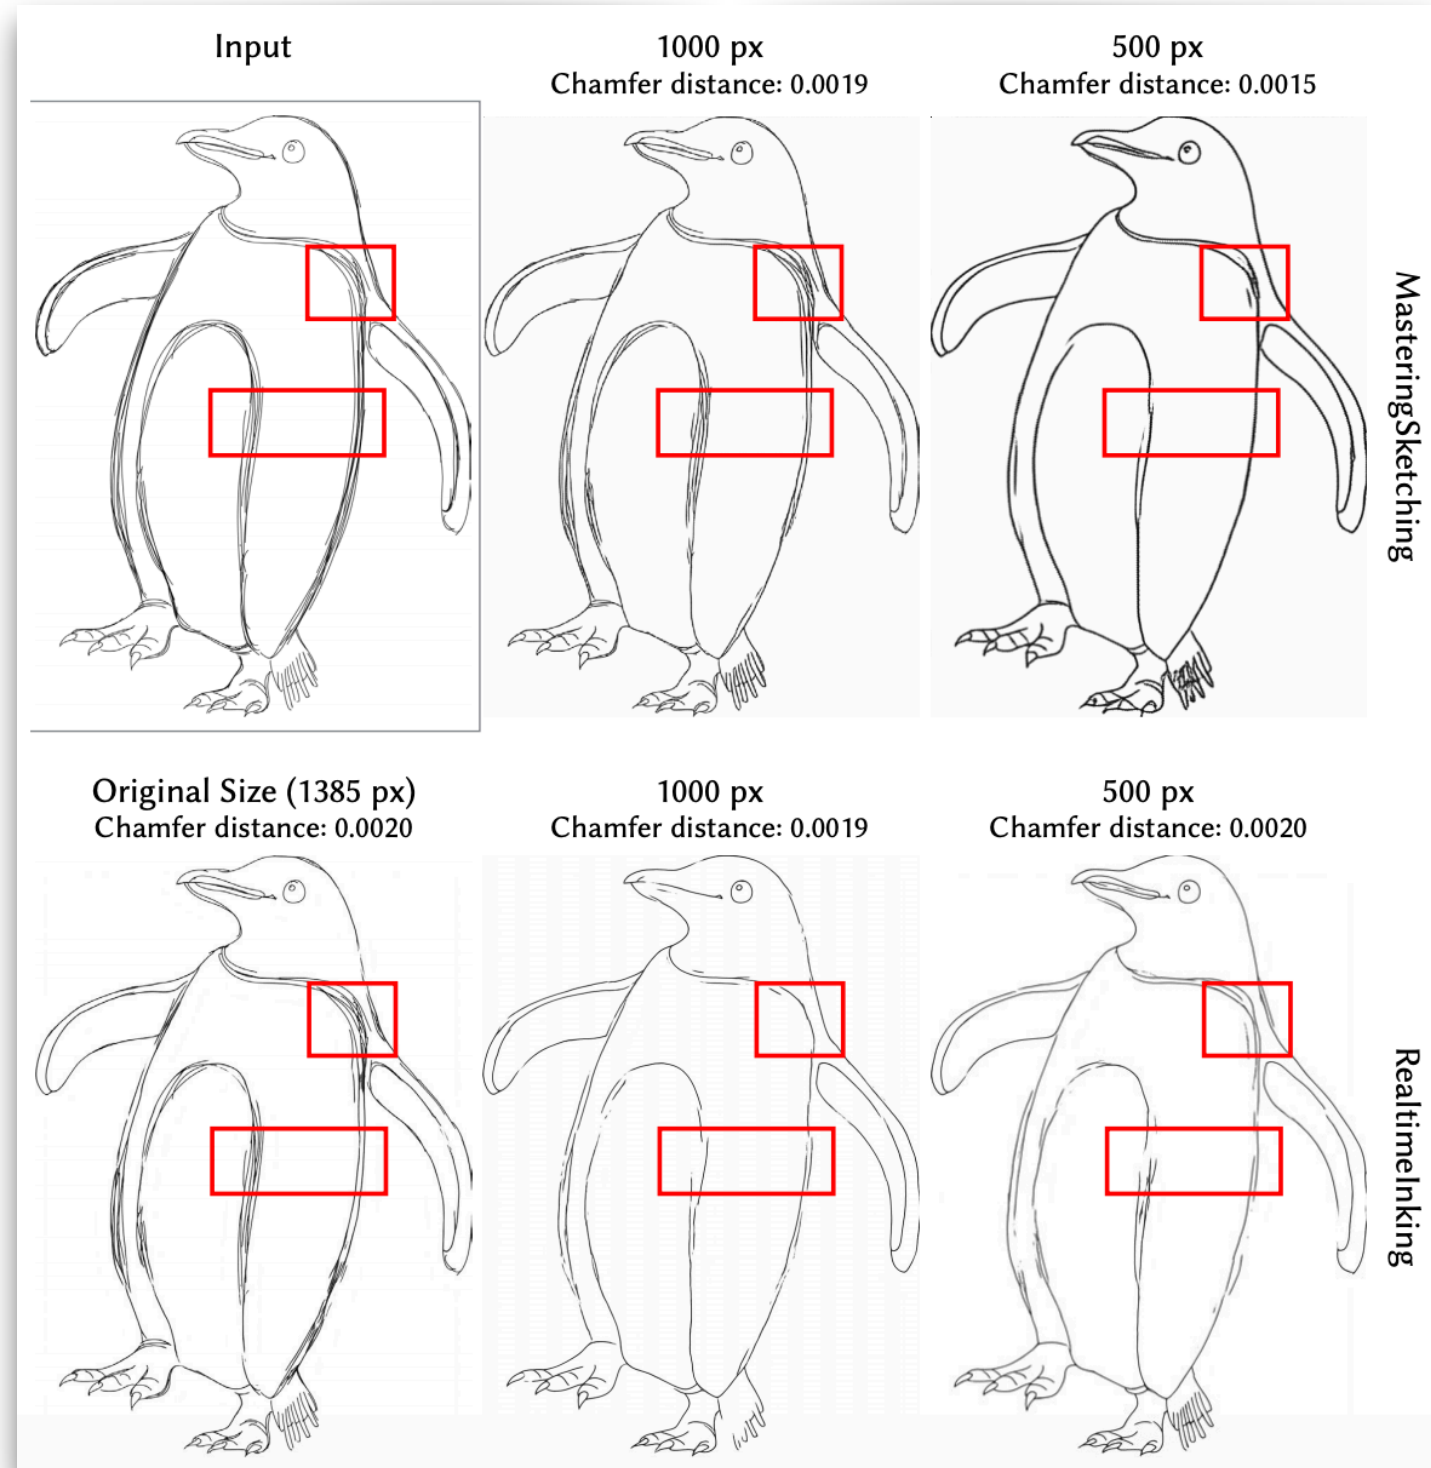 Input
1000 px
Chamfer distance: 0.0019
500 px
Chamfer distance: 0.0015
MasteringSketching
Original Size (1385 px)
Chamfer distance: 0.0020
1000 px
Chamfer distance: 0.0019
500 px
Chamfer distance: 0.0020
RealtimeInking